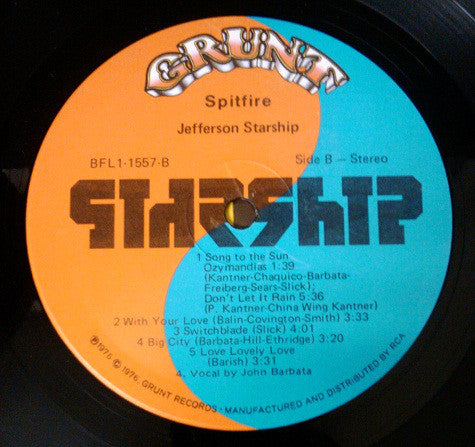 GRUNT
Spitfire
Jefferson Starship
BFL1-1557-B
Side B – Stereo
STARSHIP
1 Song to the Sun
Ozymandias 1:39
(Kantner-Chaquico-Barbata-
Freiberg-Sears-Slick);
Don't Let It Rain 5:36
(P. Kantner-China Wing Kantner)
2 With Your Love (Balin-Covington-Smith) 3:33
3 Switchblade (Slick) 4:01
4 Big City (Barbata-Hill-Ethridge) 3:20
5 Love Lovely Love
(Barish) 3:31
4. Vocal by John Barbata
℗ 1976 © 1976, GRUNT RECORDS · MANUFACTURED AND DISTRIBUTED BY RCA